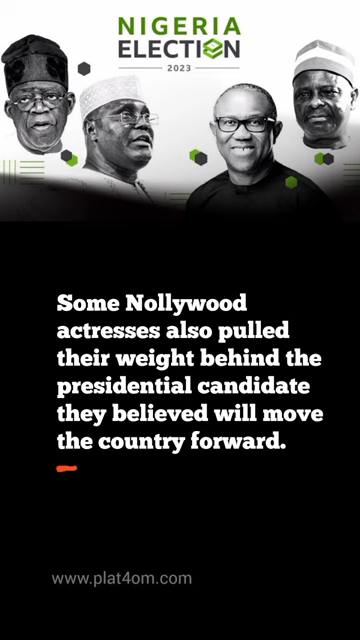 NIGERIA
ELECTION
2023
Some Nollywood
actresses also pulled
their weight behind the
presidential candidate
they believed will move
the country forward.
www.plat4om.com